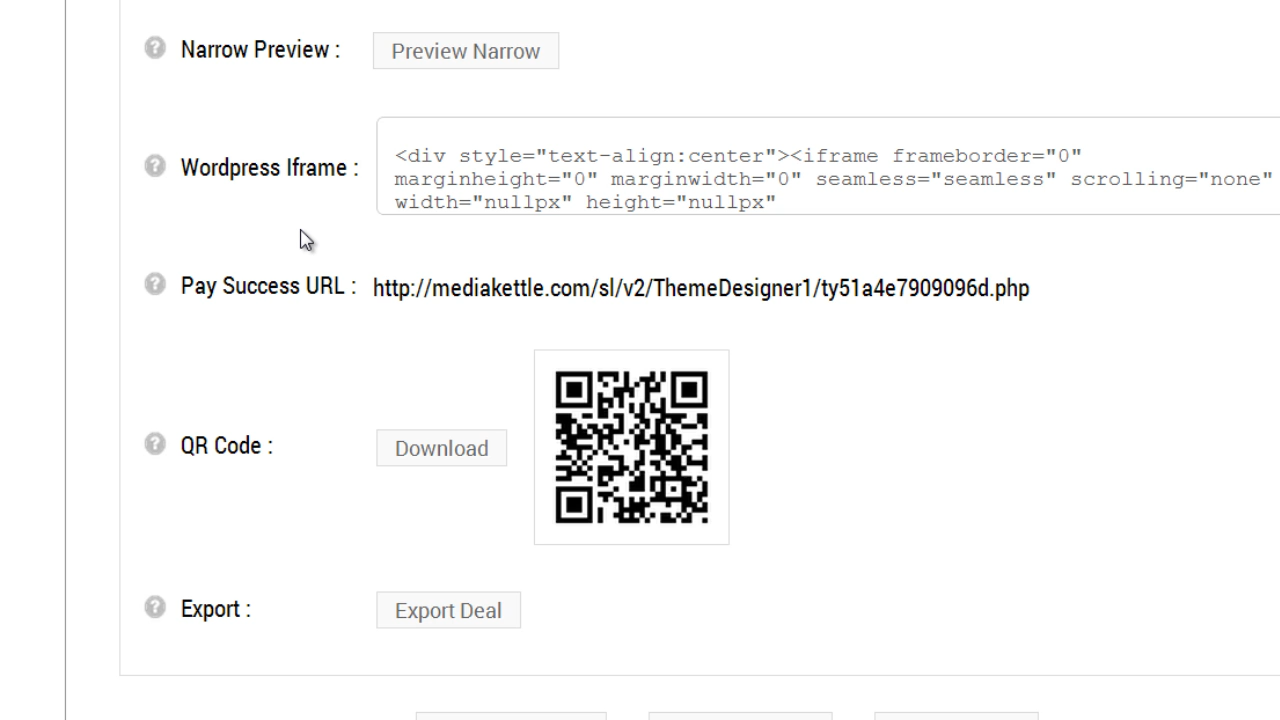 Narrow Preview :
Preview Narrow
Wordpress Iframe :
<div style="text-align:center"><iframe frameborder="0"
marginheight="0" marginwidth="0" seamless="seamless" scrolling="none"
width="nullpx" height="nullpx"
Pay Success URL :
http://mediakettle.com/sl/v2/ThemeDesigner1/ty51a4e7909096d.php
QR Code :
Download
Export :
Export Deal